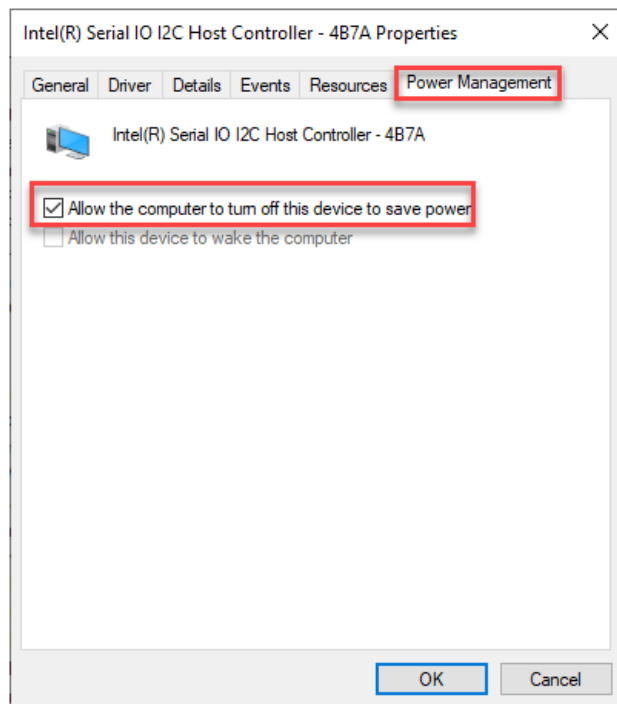 Intel(R) Serial IO I2C Host Controller - 4B7A Properties
General Driver Details Events Resources Power Management
Intel(R) Serial IO I2C Host Controller - 4B7A
Allow the computer to turn off this device to save power
Allow this device to wake the computer
OK Cancel